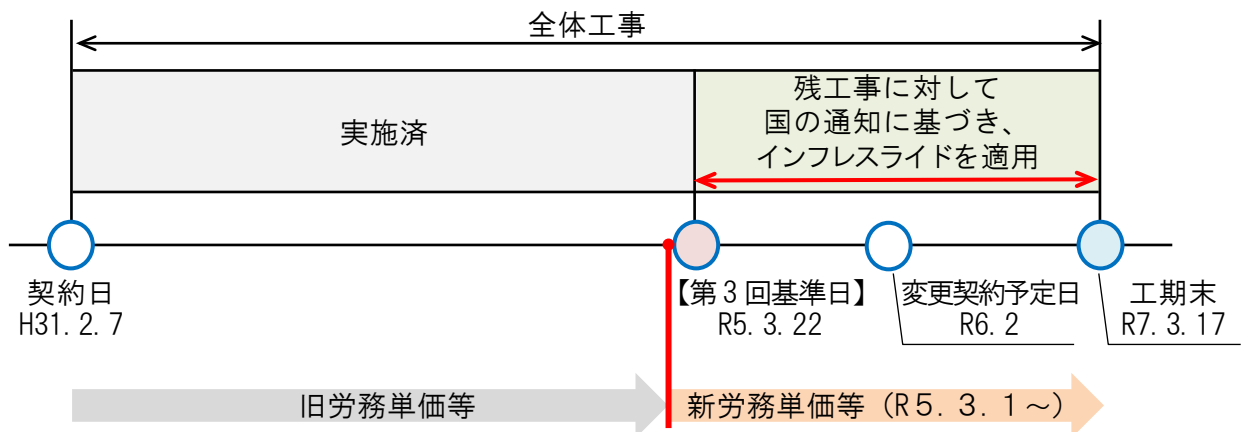 全体工事
実施済
残工事に対して
国の通知に基づき、
インフレスライドを適用
契約日
H31.2.7
【第3回基準日】
R5.3.22
変更契約予定日
R6.2
工期末
R7.3.17
旧労務単価等
新労務単価等(R5.3.1~)